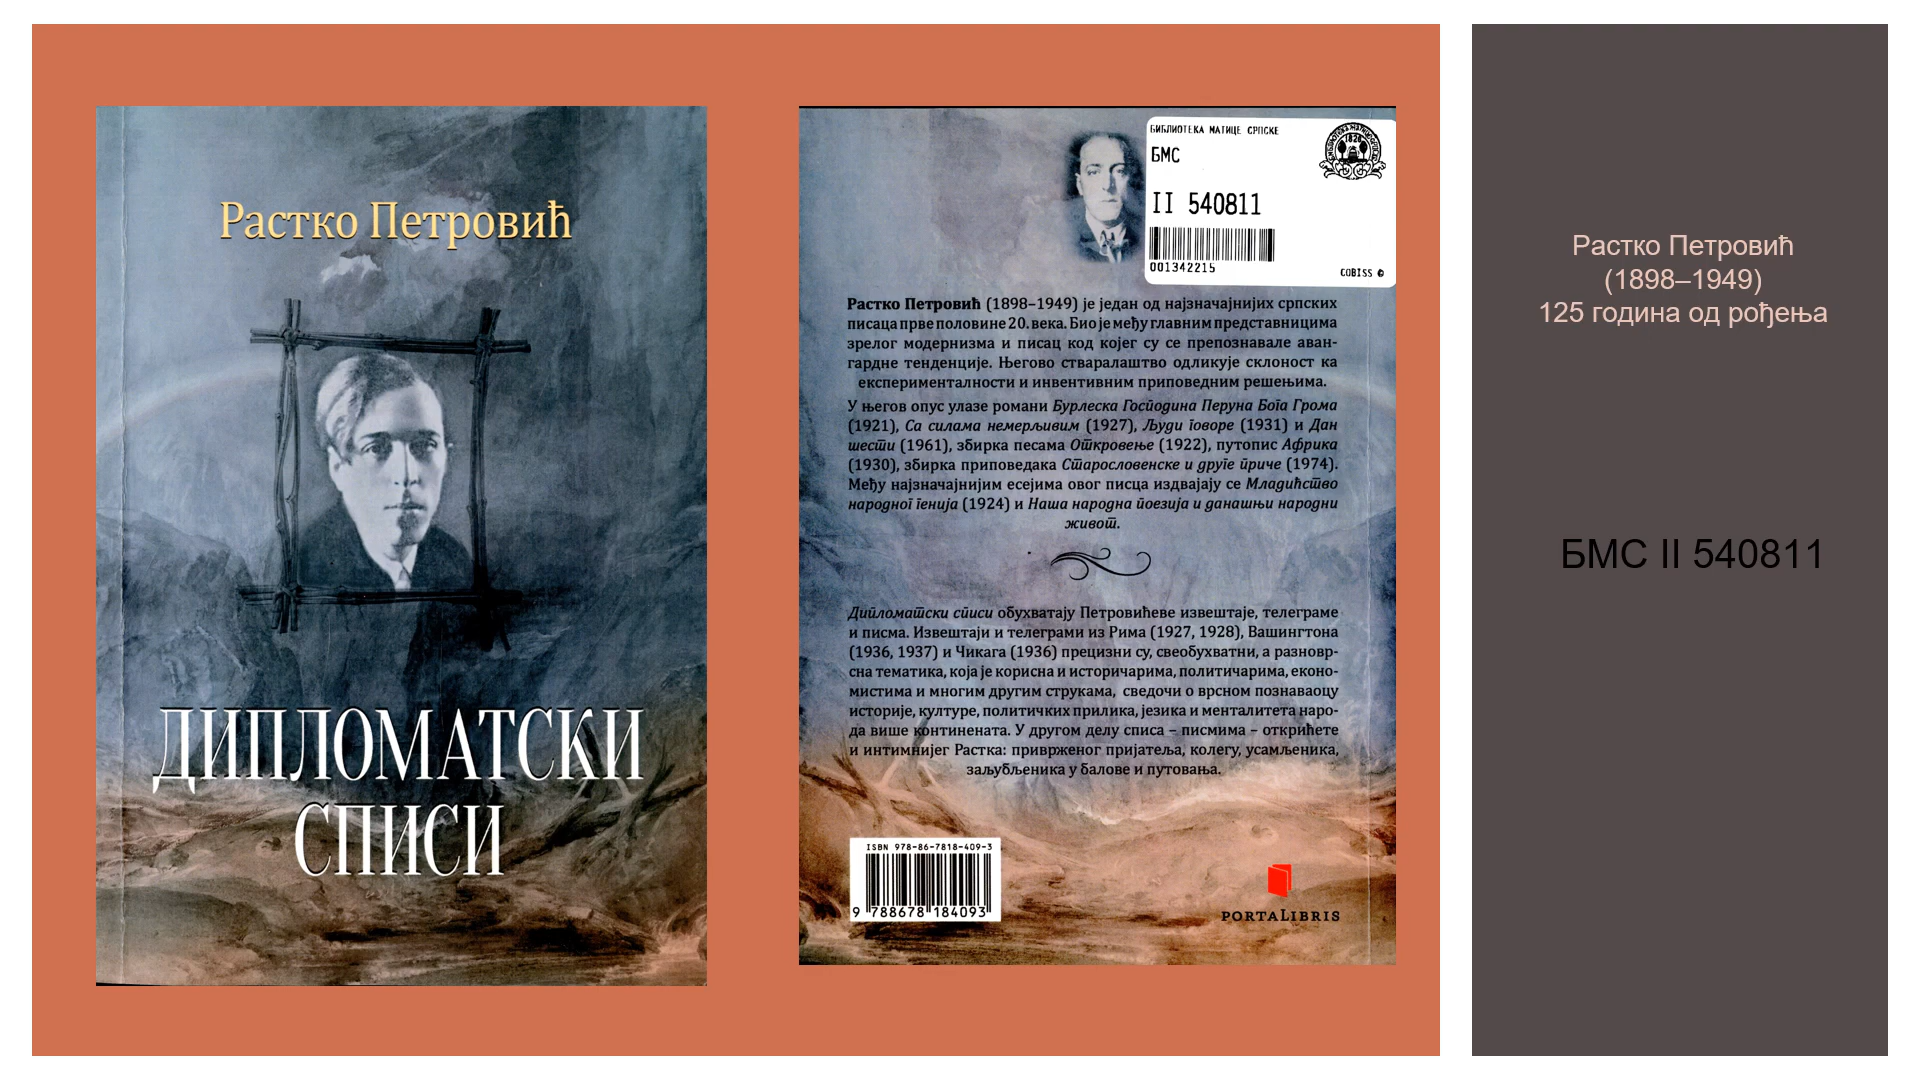 Растко Петровић
ДИПЛОМАТСКИ
СПИСИ
БИБЛИОТЕКА МАТИЦЕ СРПСКЕ
БМС
II 540811
001342215
COBISS ©
1826
Растко Петровић (1898–1949) је један од најзначајнијих српских
писаца прве половине 20. века. Био је међу главним представницима
зрелог модернизма и писац код којег су се препознавале аван-
гардне тенденције. Његово стваралаштво одликује склоност ка
експерименталности и инвентивним приповедним решењима.
У његов опус улазе романи Бурлеска Господина Перуна Бога Грома
(1921), Са силама немерљивим (1927), Људи говоре (1931) и Дан
шести (1961), збирка песама Откровење (1922), путопис Африка
(1930), збирка приповедака Старословенске и друге приче (1974).
Међу најзначајнијим есејима овог писца издвајају се Младићство
народног генија (1924) и Наша народна поезија и данашњи народни
живот.
Дипломатски списи обухватају Петровићеве извештаје, телеграме
и писма. Извештаји и телеграми из Рима (1927, 1928), Вашингтона
(1936, 1937) и Чикага (1936) прецизни су, свеобухватни, а разновр-
сна тематика, која је корисна и историчарима, политичарима, еконо-
мистима и многим другим струкама, сведочи о врсном познаваоцу
историје, културе, политичких прилика, језика и менталитета наро-
да више континената. У другом делу списа – писмима – открићете
и интимнијег Растка: приврженог пријатеља, колегу, усамљеника,
заљубљеника у балове и путовања.
ISBN 978-86-7818-409-3
9 788678 184093
PORTALIBRIS
Растко Петровић
(1898–1949)
125 година од рођења
БМС II 540811